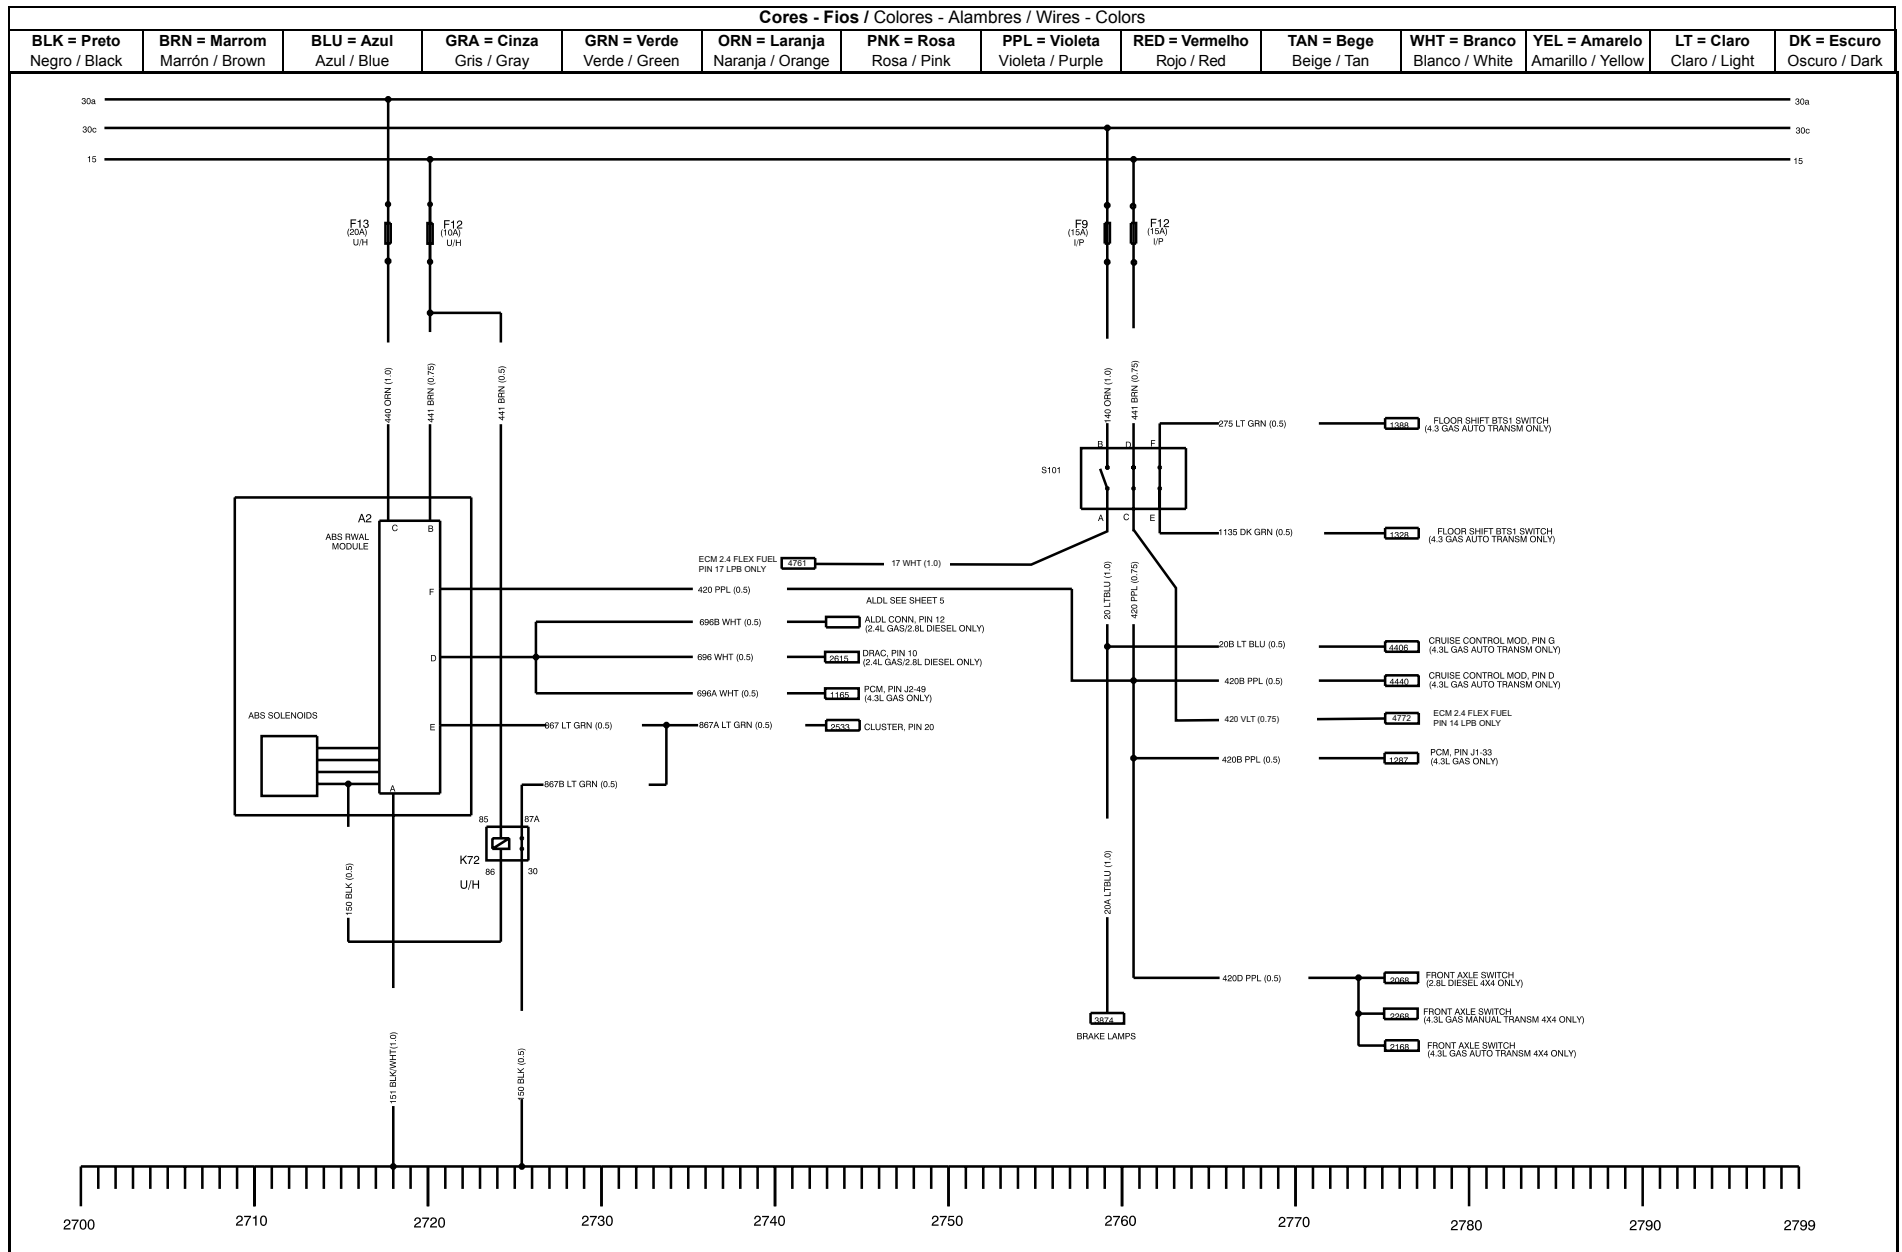 Cores - Fios / Colores - Alambres / Wires - Colors
BLK = Preto
Negro / Black
BRN = Marrom
Marrón / Brown
BLU = Azul
Azul / Blue
GRA = Cinza
Gris / Gray
GRN = Verde
Verde / Green
ORN = Laranja
Naranja / Orange
PNK = Rosa
Rosa / Pink
PPL = Violeta
Violeta / Purple
RED = Vermelho
Rojo / Red
TAN = Bege
Beige / Tan
WHT = Branco
Blanco / White
YEL = Amarelo
Amarillo / Yellow
LT = Claro
Claro / Light
DK = Escuro
Oscuro / Dark
30a
30a
30c
30c
15
15
F13
(20A)
U/H
F12
(10A)
U/H
F9
(15A)
I/P
F12
(15A)
I/P
440 ORN (1.0)
441 BRN (0.75)
441 BRN (0.5)
140 ORN (1.0)
441 BRN (0.75)
275 LT GRN (0.5)
1388
FLOOR SHIFT BTS1 SWITCH
(4.3 GAS AUTO TRANSM ONLY)
B
D
F
S101
A
C
E
1135 DK GRN (0.5)
1328
FLOOR SHIFT BTS1 SWITCH
(4.3 GAS AUTO TRANSM ONLY)
A2
ABS RWAL
MODULE
C
B
ECM 2.4 FLEX FUEL
PIN 17 LPB ONLY
4761
17 WHT (1.0)
F
420 PPL (0.5)
20 LTBLU (1.0)
420 PPL (0.75)
ALDL SEE SHEET 5
696B WHT (0.5)
ALDL CONN, PIN 12
(2.4L GAS/2.8L DIESEL ONLY)
D
696 WHT (0.5)
2615
DRAC, PIN 10
(2.4L GAS/2.8L DIESEL ONLY)
696A WHT (0.5)
1165
PCM, PIN J2-49
(4.3L GAS ONLY)
20B LT BLU (0.5)
4406
CRUISE CONTROL MOD, PIN G
(4.3L GAS AUTO TRANSM ONLY)
420B PPL (0.5)
4440
CRUISE CONTROL MOD, PIN D
(4.3L GAS AUTO TRANSM ONLY)
420 VLT (0.75)
4772
ECM 2.4 FLEX FUEL
PIN 14 LPB ONLY
420B PPL (0.5)
1287
PCM, PIN J1-33
(4.3L GAS ONLY)
ABS SOLENOIDS
E
867 LT GRN (0.5)
867A LT GRN (0.5)
2533
CLUSTER, PIN 20
867B LT GRN (0.5)
A
85
87A
K72
86
30
U/H
150 BLK (0.5)
20A LTBLU (1.0)
420D PPL (0.5)
2068
FRONT AXLE SWITCH
(2.8L DIESEL 4X4 ONLY)
2268
FRONT AXLE SWITCH
(4.3L GAS MANUAL TRANSM 4X4 ONLY)
2168
FRONT AXLE SWITCH
(4.3L GAS AUTO TRANSM 4X4 ONLY)
3874
BRAKE LAMPS
151 BLK/WHT(1.0)
150 BLK (0.5)
2700
2710
2720
2730
2740
2750
2760
2770
2780
2790
2799